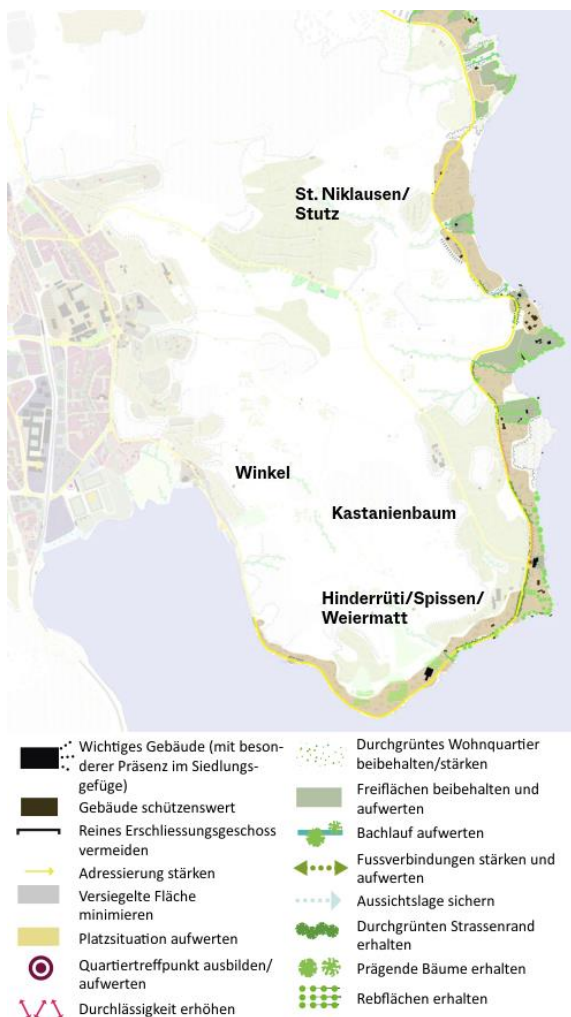 St. Niklausen/
Stutz
Winkel
Kastanienbaum
Hinderrüti/Spissen/
Weiermatt
Wichtiges Gebäude (mit beson-
derer Präsenz im Siedlungs-
gefüge)
Gebäude schützenswert
Reines Erschliessungsgeschoss
vermeiden
Adressierung stärken
Versiegelte Fläche
minimieren
Platzsituation aufwerten
Quartiertreffpunkt ausbilden/
aufwerten
Durchlässigkeit erhöhen
Durchgrüntes Wohnquartier
beibehalten/stärken
Freiflächen beibehalten und
aufwerten
Bachlauf aufwerten
Fussverbindungen stärken und
aufwerten
Aussichtslage sichern
Durchgrünten Strassenrand
erhalten
Prägende Bäume erhalten
Rebflächen erhalten